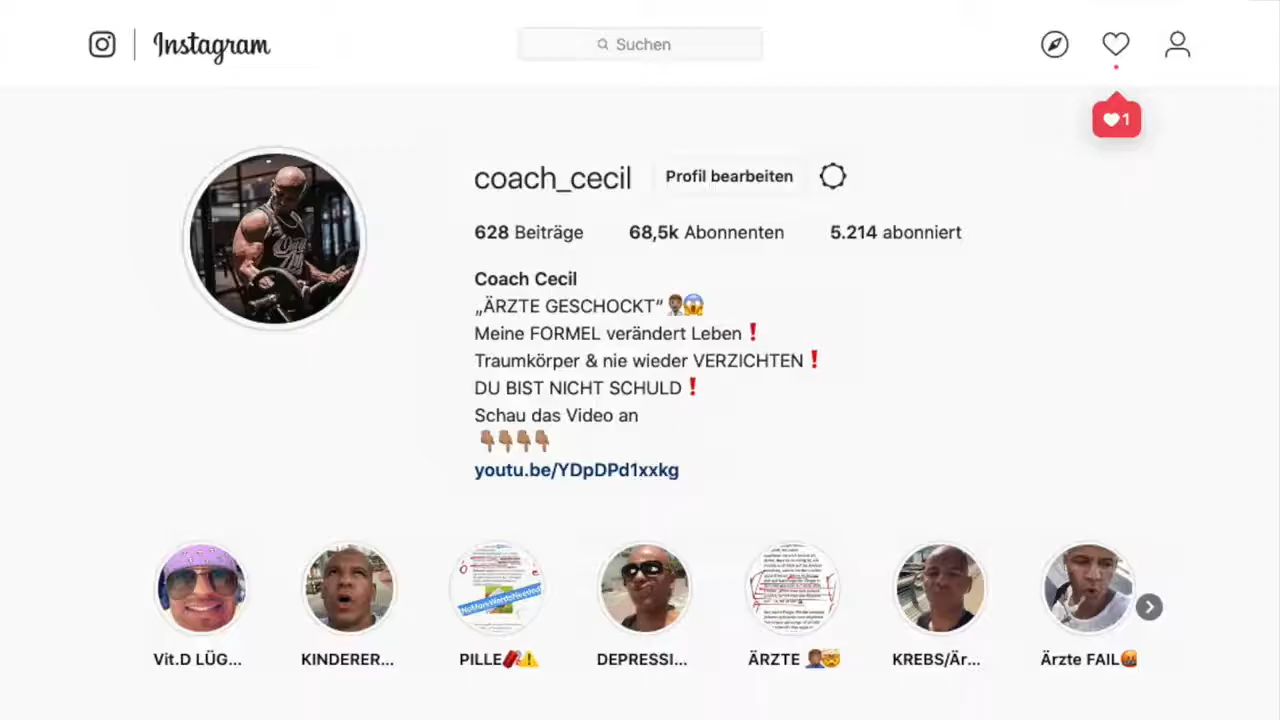 Instagram
Suchen
1
coach_cecil Profil bearbeiten
628 Beiträge 68,5k Abonnenten 5.214 abonniert
Coach Cecil
„ÄRZTE GESCHOCKT“ 👨🏾‍⚕️😱
Meine FORMEL verändert Leben❗
Traumkörper & nie wieder VERZICHTEN❗
DU BIST NICHT SCHULD❗
Schau das Video an
👇🏽👇🏽👇🏽👇🏽
youtu.be/YDpDPd1xxkg
NoMoreWordsNeeded
Vit.D LÜG... KINDERER... PILLE🧨⚠️ DEPRESSI... ÄRZTE 🤦🏽‍♂️🤯 KREBS/Är... Ärzte FAIL🤬